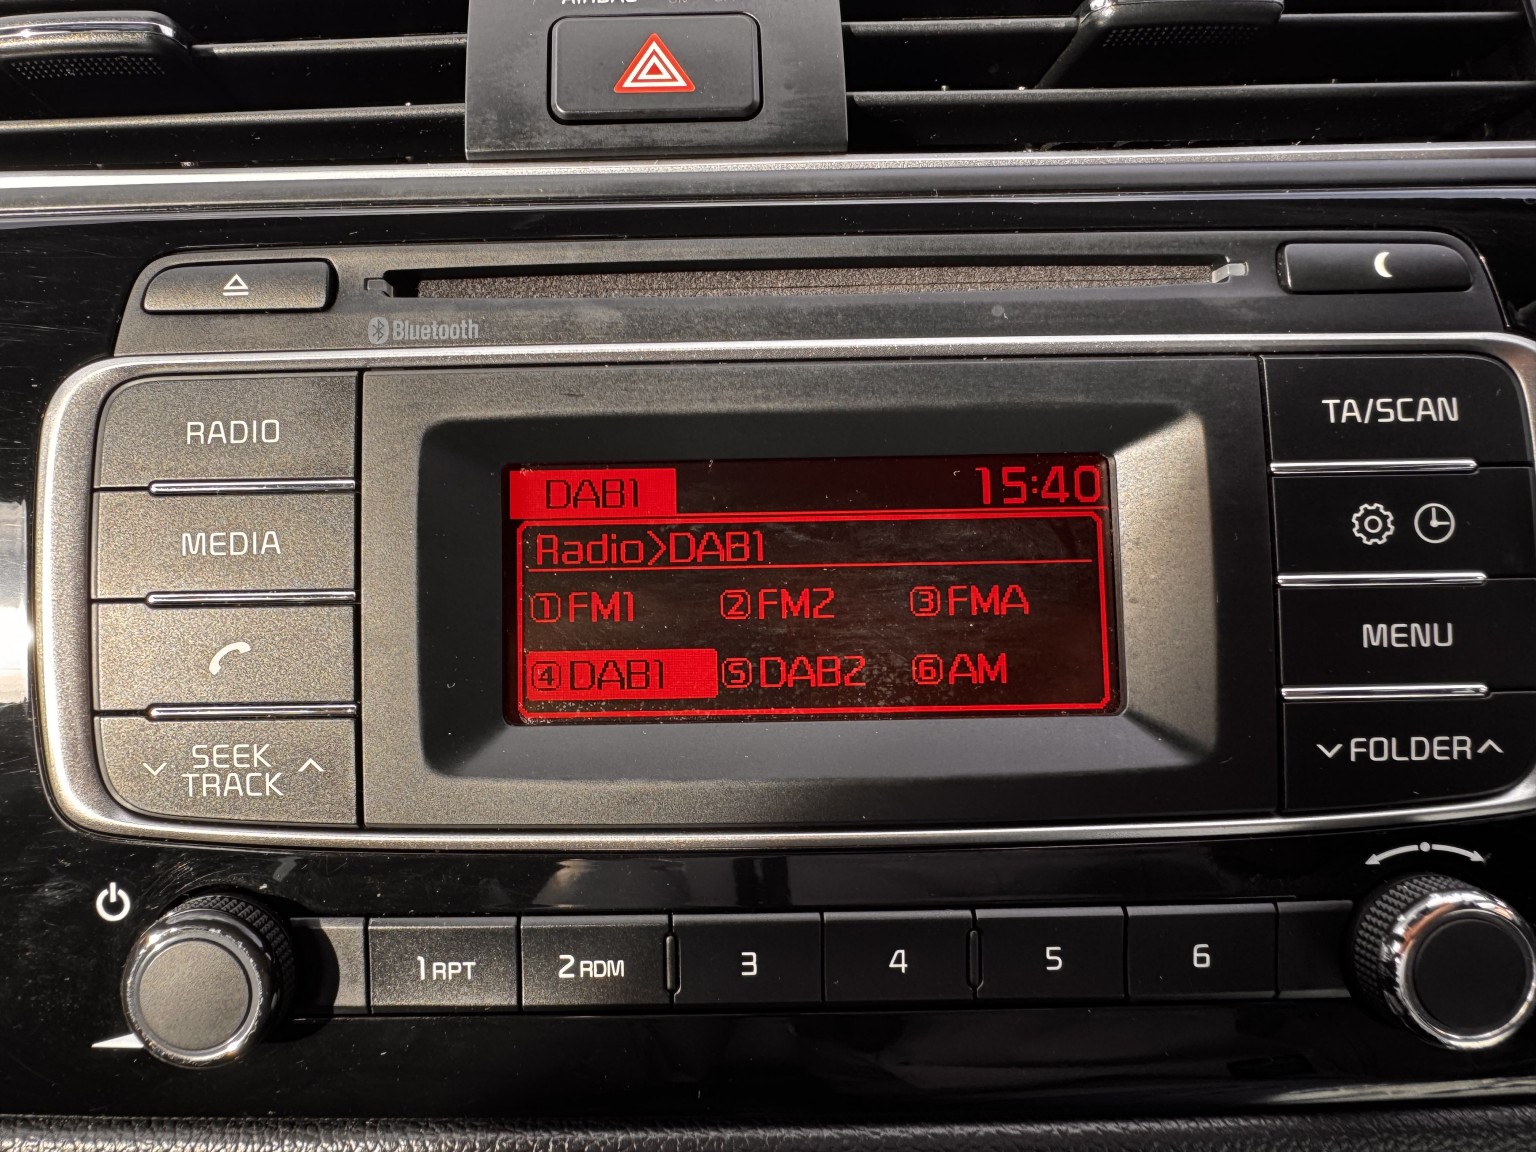 AIRBAG
Bluetooth
RADIO
TA/SCAN
MEDIA
MENU
SEEK
TRACK
FOLDER
DAB1 15:40
Radio>DAB1
①FM1 ②FM2 ③FMA
④DAB1 ⑤DAB2 ⑥AM
1 RPT 2 RDM 3 4 5 6